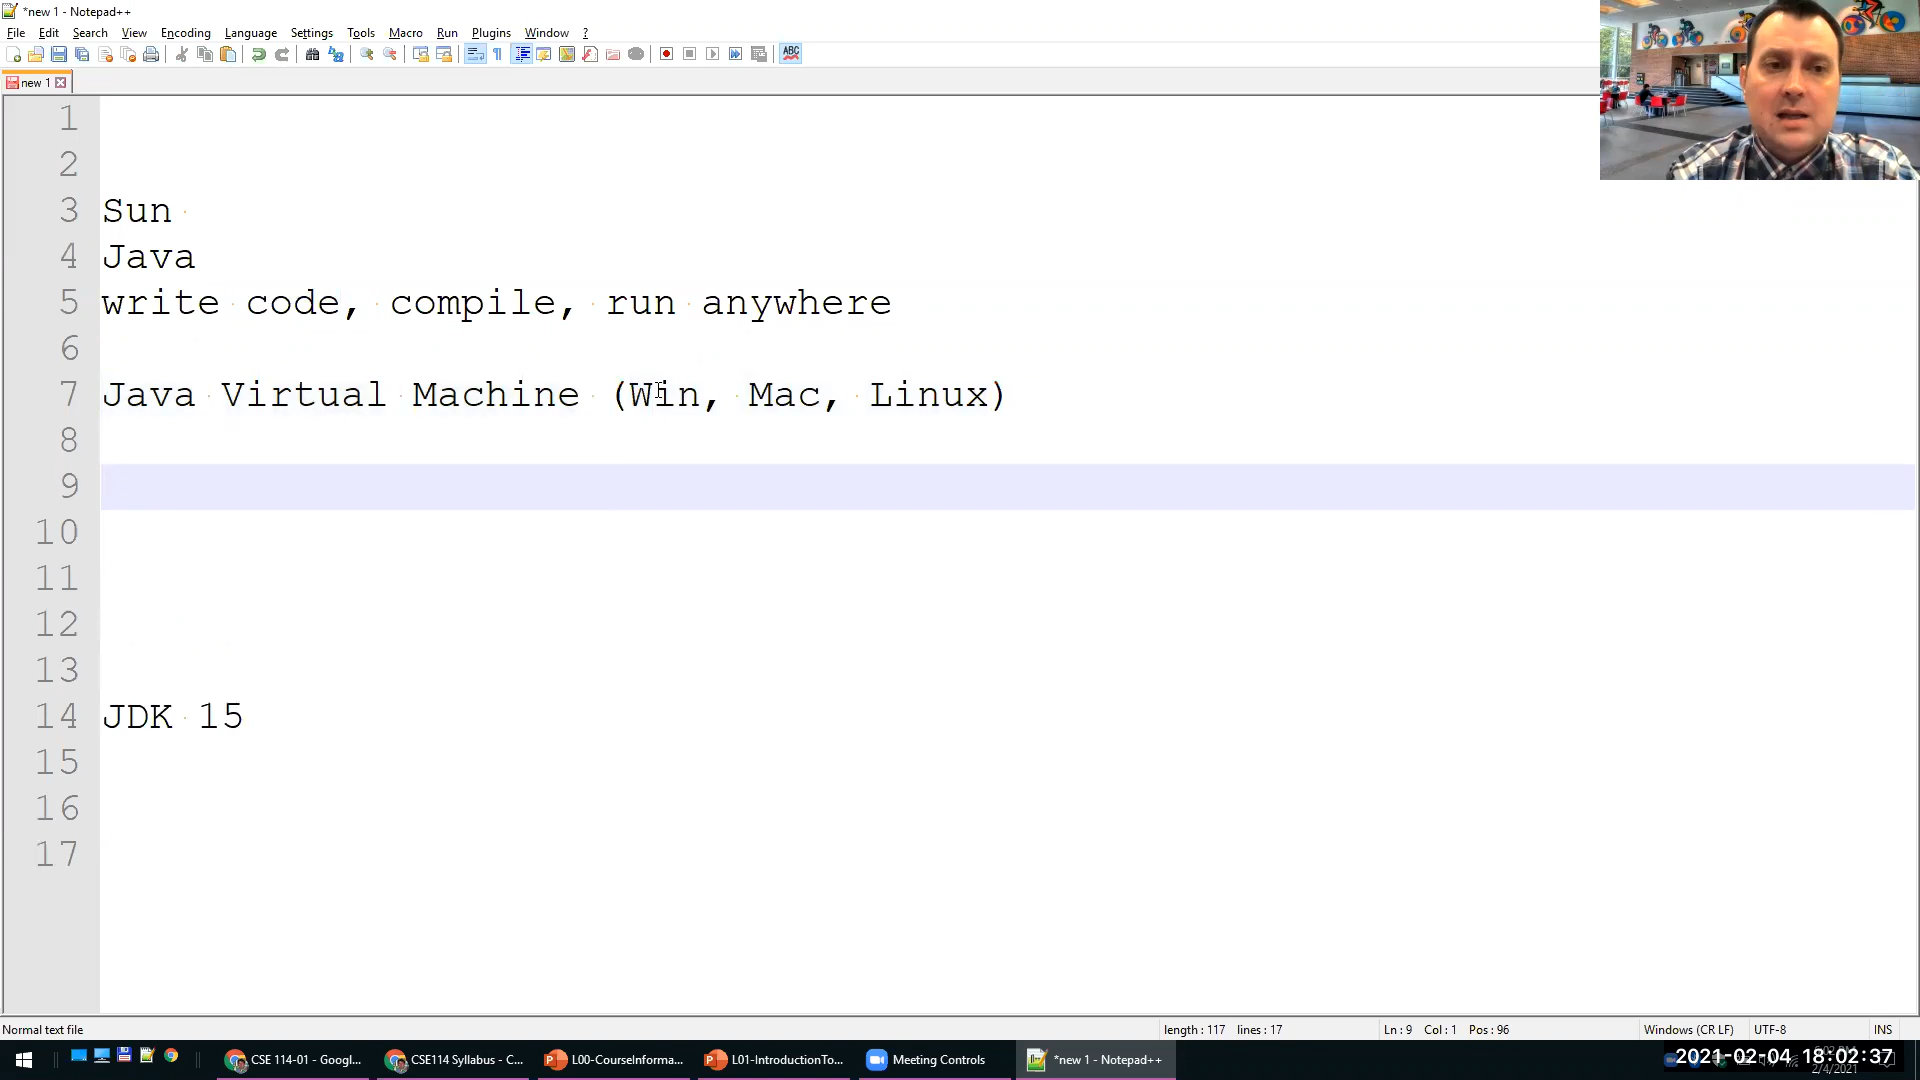 *new 1 - Notepad++
File Edit Search View Encoding Language Settings Tools Macro Run Plugins Window ?
ABC
new 1
1
2
3 Sun
4 Java
5 write code, compile, run anywhere
6
7 Java Virtual Machine (Win, Mac, Linux)
8
9
10
11
12
13
14 JDK 15
15
16
17
Normal text file length : 117 lines : 17 Ln : 9 Col : 1 Pos : 96 Windows (CR LF) UTF-8 INS
CSE 114-01 - Googl... CSE114 Syllabus - C... L00-CourseInforma... L01-IntroductionTo... Meeting Controls *new 1 - Notepad++ 2021-02-04 18:02:37
2/4/2021